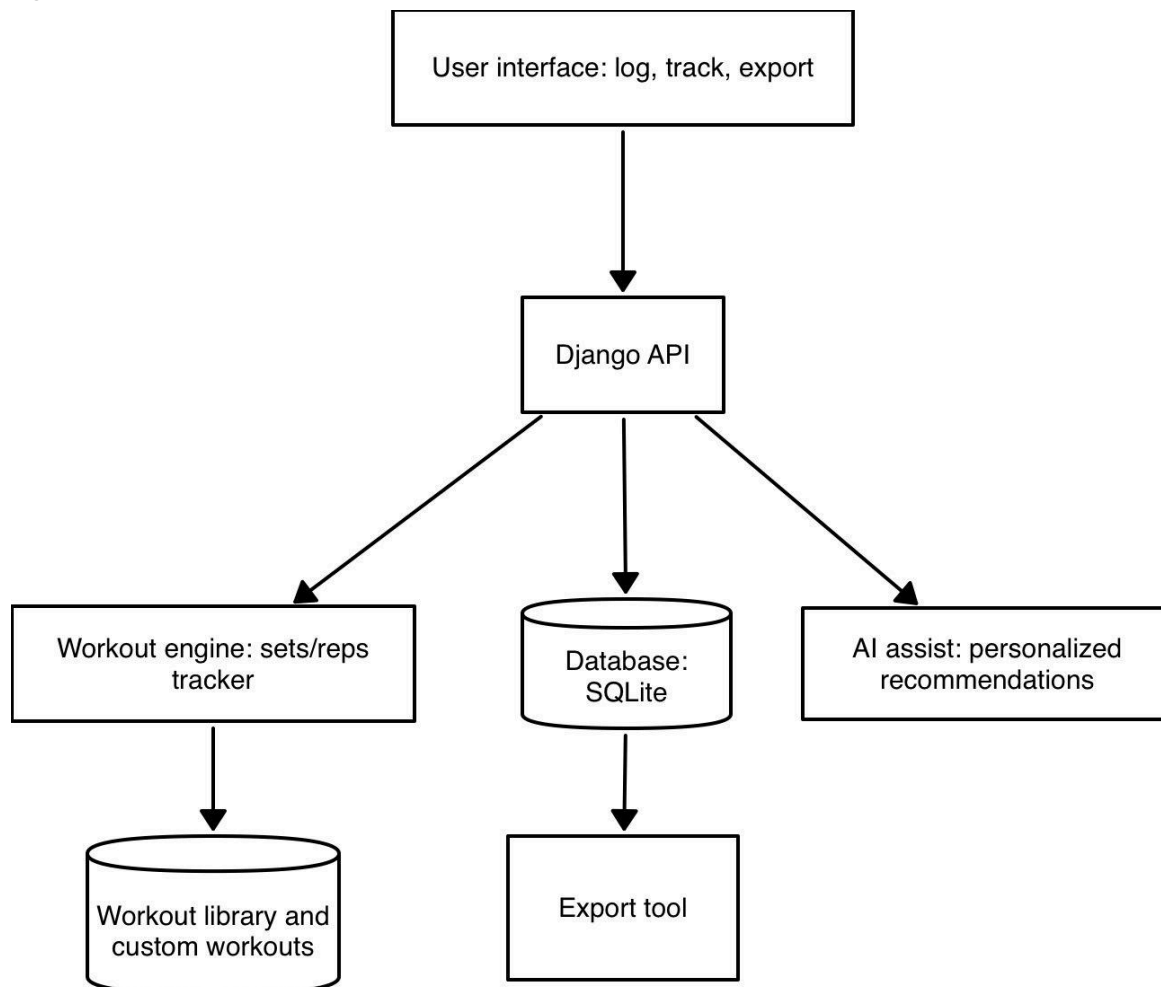 User interface: log, track, export
Django API
Workout engine: sets/reps
tracker
Database:
SQLite
AI assist: personalized
recommendations
Workout library and
custom workouts
Export tool